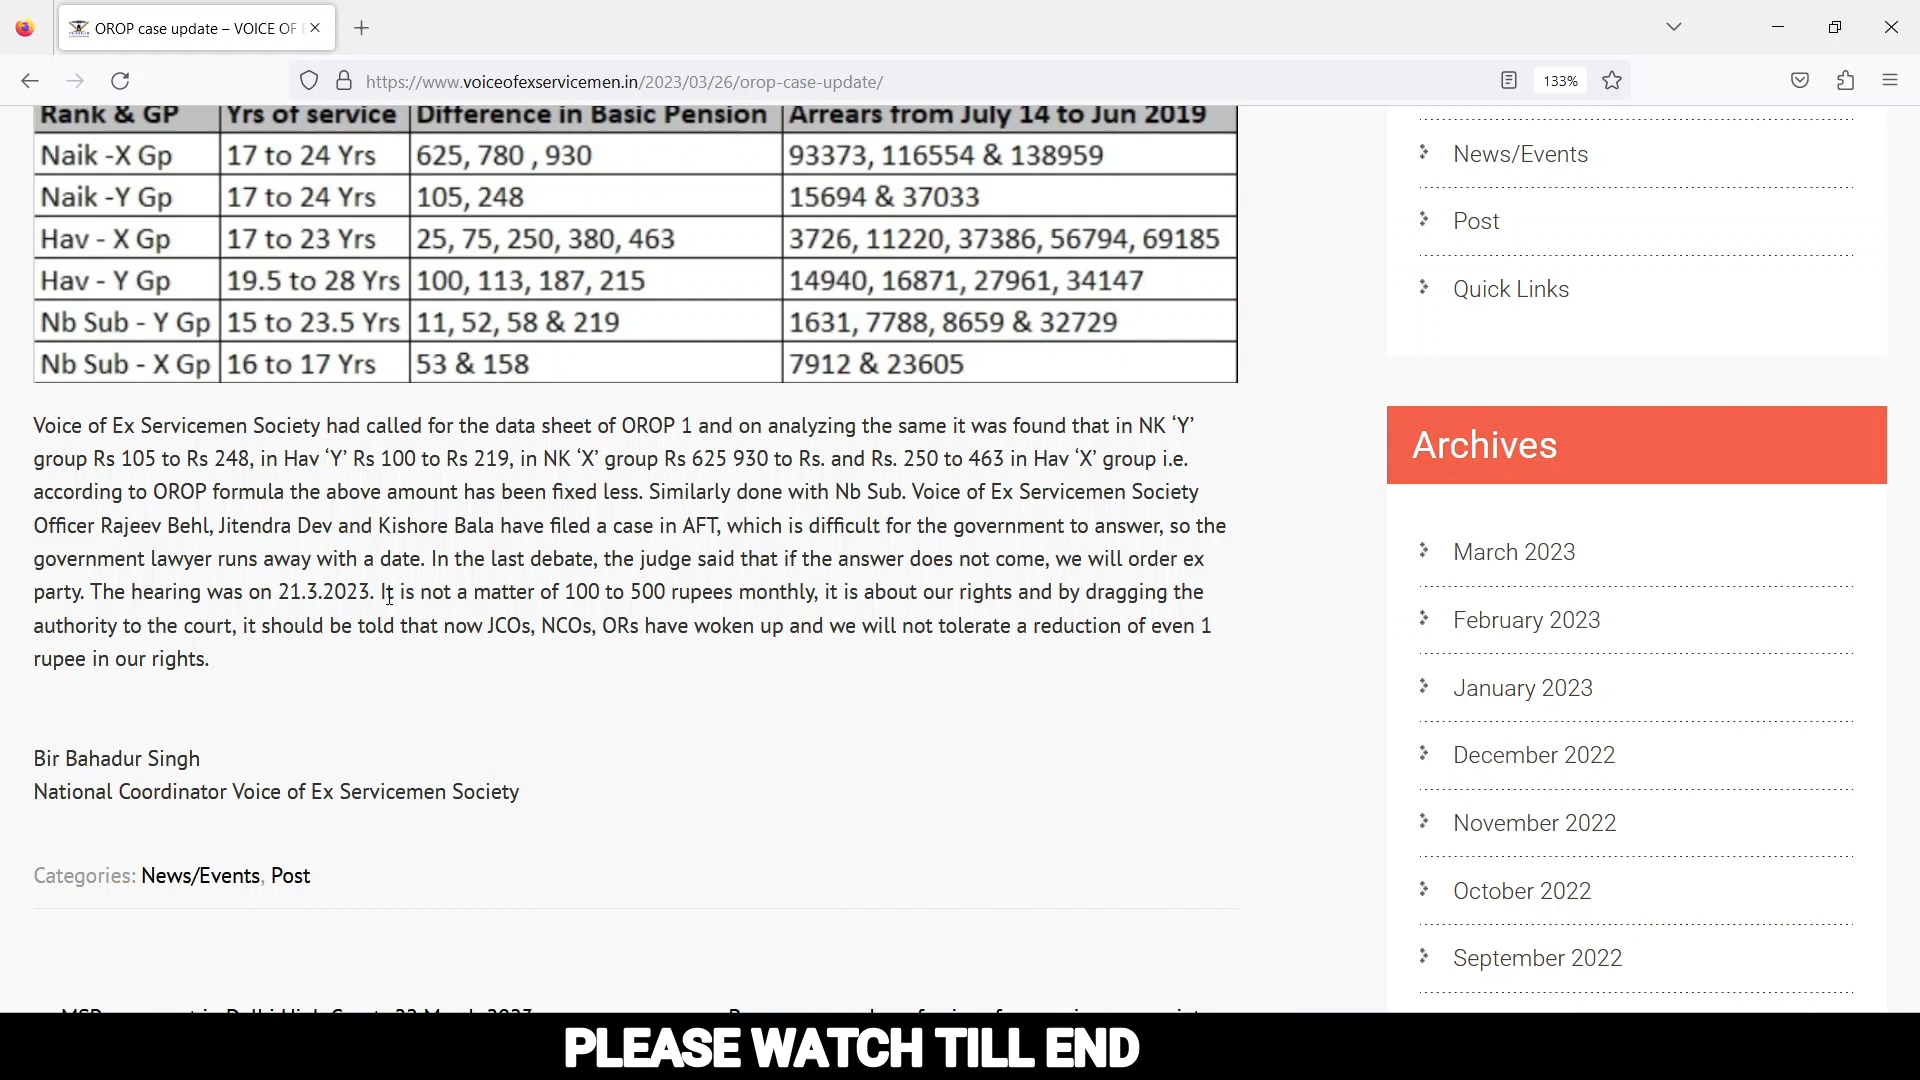 OROP case update – VOICE OF
https://www.voiceofexservicemen.in/2023/03/26/orop-case-update/
133%
Rank & GP Yrs of service Difference in Basic Pension Arrears from July 14 to Jun 2019
Naik -X Gp 17 to 24 Yrs 625, 780 , 930 93373, 116554 & 138959
Naik -Y Gp 17 to 24 Yrs 105, 248 15694 & 37033
Hav - X Gp 17 to 23 Yrs 25, 75, 250, 380, 463 3726, 11220, 37386, 56794, 69185
Hav - Y Gp 19.5 to 28 Yrs 100, 113, 187, 215 14940, 16871, 27961, 34147
Nb Sub - Y Gp 15 to 23.5 Yrs 11, 52, 58 & 219 1631, 7788, 8659 & 32729
Nb Sub - X Gp 16 to 17 Yrs 53 & 158 7912 & 23605
Voice of Ex Servicemen Society had called for the data sheet of OROP 1 and on analyzing the same it was found that in NK ‘Y’
group Rs 105 to Rs 248, in Hav ‘Y’ Rs 100 to Rs 219, in NK ‘X’ group Rs 625 930 to Rs. and Rs. 250 to 463 in Hav ‘X’ group i.e.
according to OROP formula the above amount has been fixed less. Similarly done with Nb Sub. Voice of Ex Servicemen Society
Officer Rajeev Behl, Jitendra Dev and Kishore Bala have filed a case in AFT, which is difficult for the government to answer, so the
government lawyer runs away with a date. In the last debate, the judge said that if the answer does not come, we will order ex
party. The hearing was on 21.3.2023. It is not a matter of 100 to 500 rupees monthly, it is about our rights and by dragging the
authority to the court, it should be told that now JCOs, NCOs, ORs have woken up and we will not tolerate a reduction of even 1
rupee in our rights.
Bir Bahadur Singh
National Coordinator Voice of Ex Servicemen Society
Categories: News/Events, Post
News/Events
Post
Quick Links
Archives
March 2023
February 2023
January 2023
December 2022
November 2022
October 2022
September 2022
PLEASE WATCH TILL END